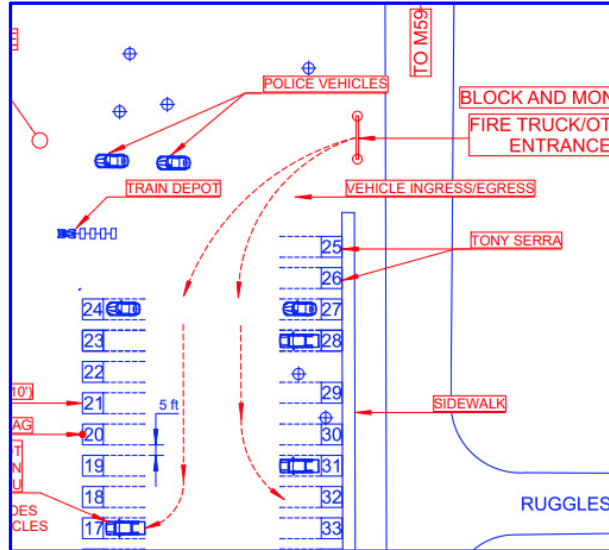 TO M59
POLICE VEHICLES
BLOCK AND MON
FIRE TRUCK/OT
ENTRANCE
TRAIN DEPOT
VEHICLE INGRESS/EGRESS
TONY SERRA
25
26
24
27
23
28
22
21
29
10')
5 ft
SIDEWALK
20
30
AG
OT
19
31
N
U
18
32
DES
17
33
CLES
RUGGLES